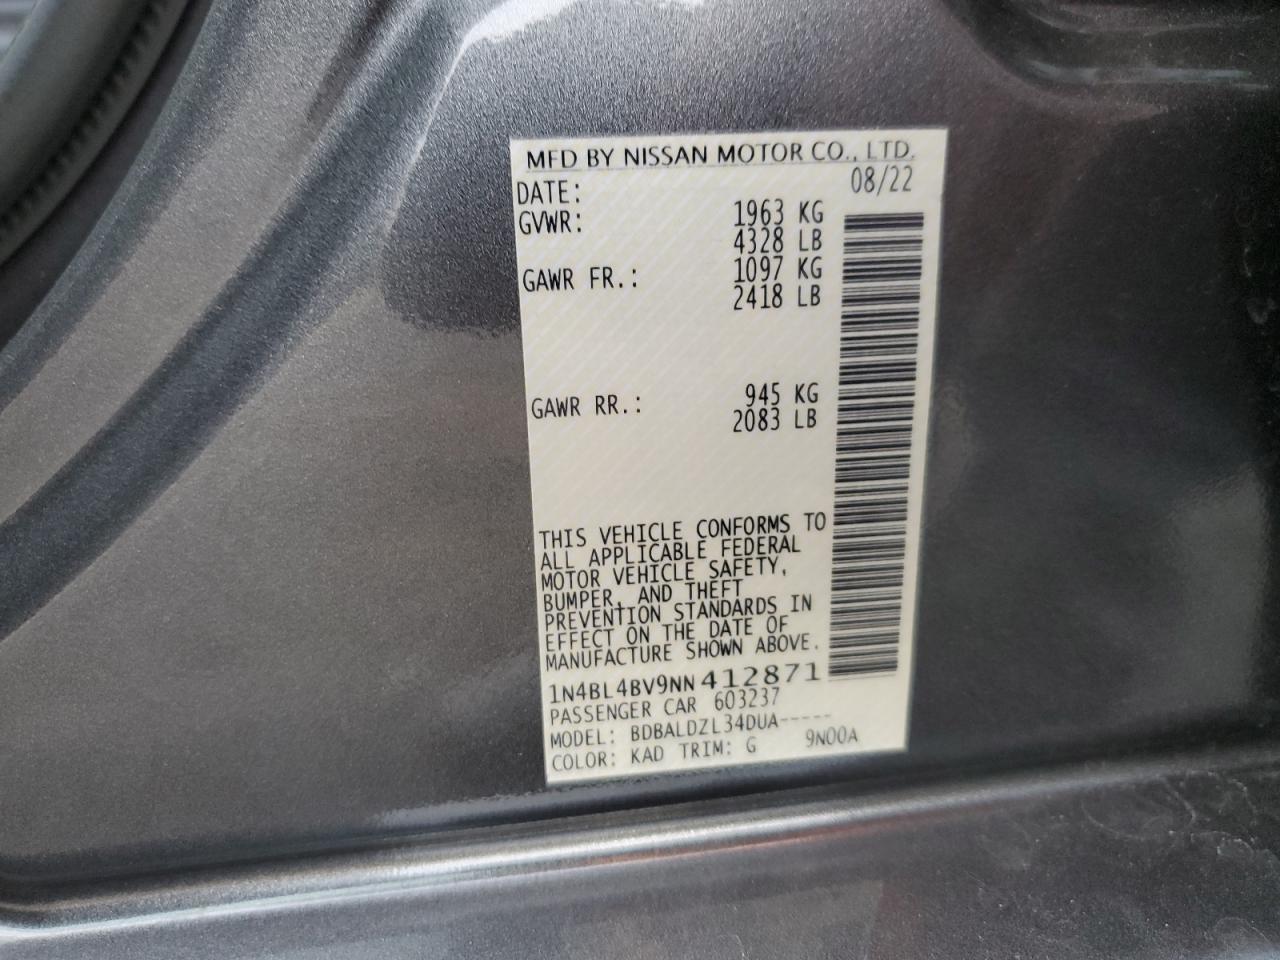 MFD BY NISSAN MOTOR CO., LTD.
DATE: 08/22
GVWR: 1963 KG
4328 LB
GAWR FR.: 1097 KG
2418 LB
GAWR RR.: 945 KG
2083 LB
THIS VEHICLE CONFORMS TO
ALL APPLICABLE FEDERAL
MOTOR VEHICLE SAFETY,
BUMPER, AND THEFT
PREVENTION STANDARDS IN
EFFECT ON THE DATE OF
MANUFACTURE SHOWN ABOVE.
1N4BL4BV9NN412871
PASSENGER CAR 603237
MODEL: BDBALDZL34DUA-----
COLOR: KAD TRIM: G 9N00A